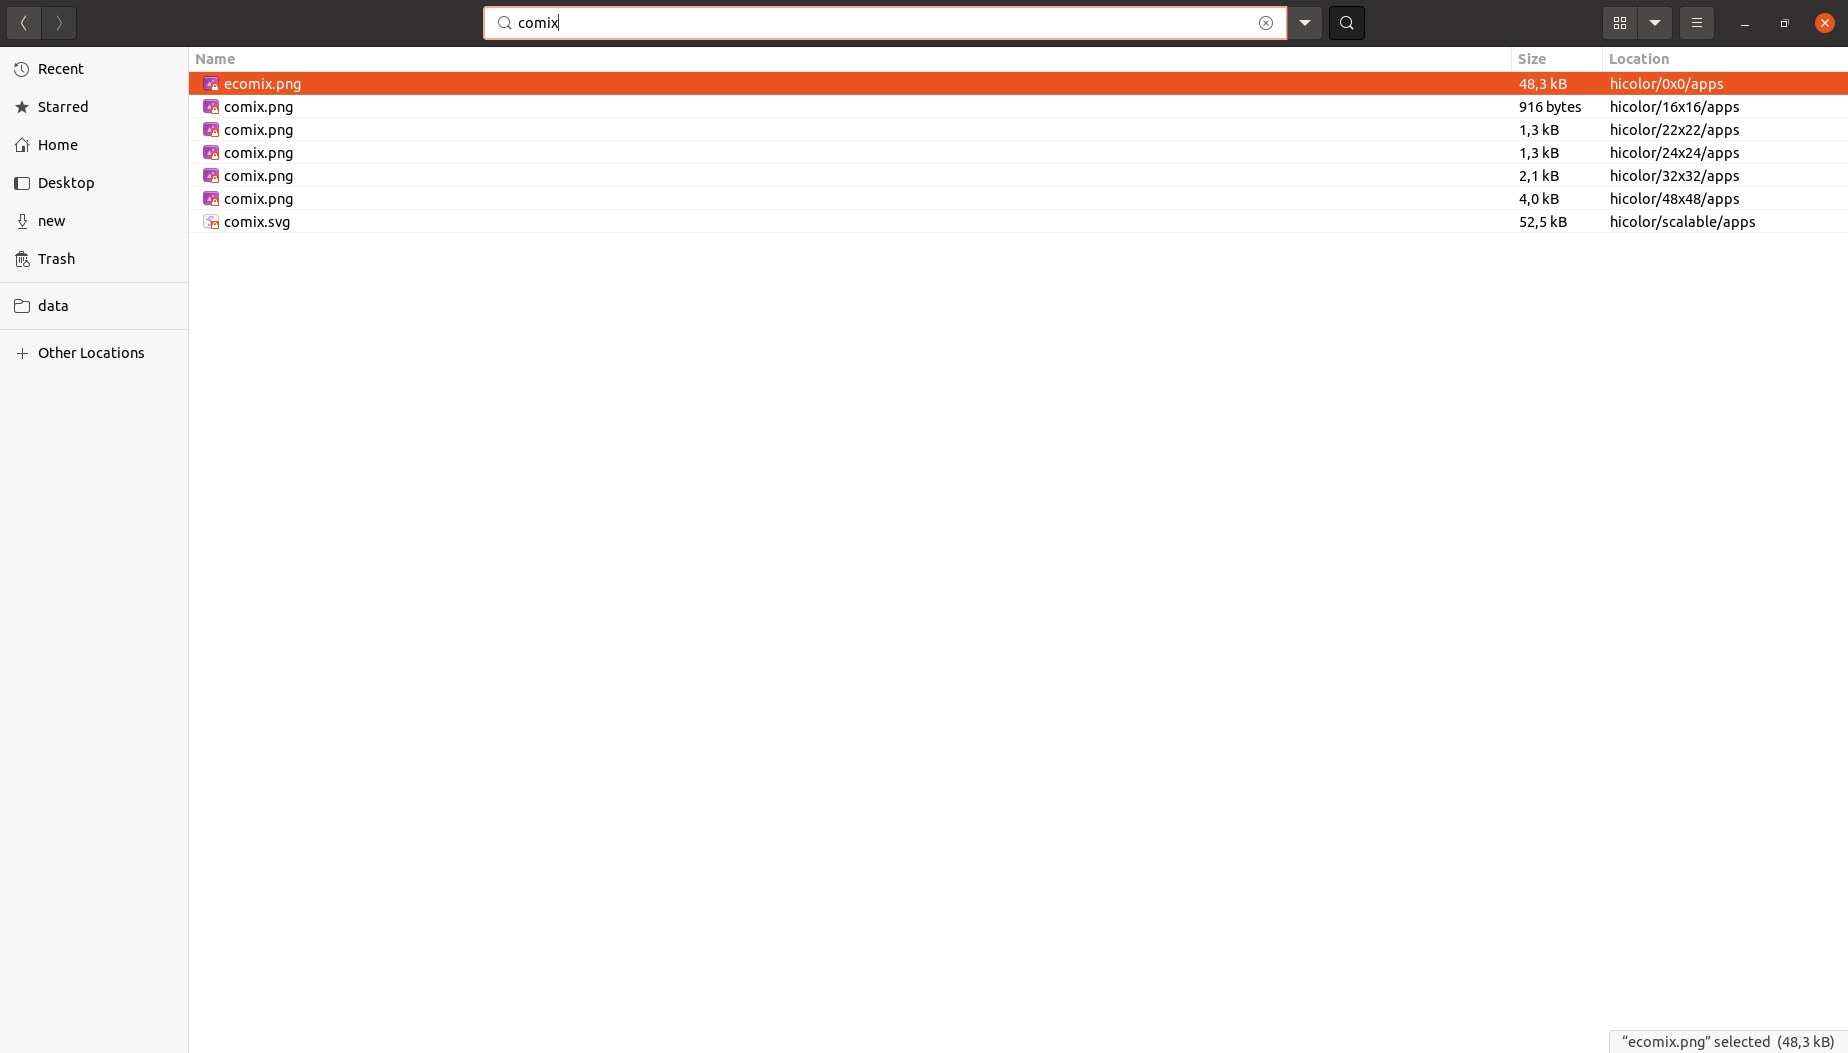 comix
Recent
Starred
Home
Desktop
new
Trash
data
Other Locations
Name Size Location
ecomix.png 48,3 kB hicolor/0x0/apps
comix.png 916 bytes hicolor/16x16/apps
comix.png 1,3 kB hicolor/22x22/apps
comix.png 1,3 kB hicolor/24x24/apps
comix.png 2,1 kB hicolor/32x32/apps
comix.png 4,0 kB hicolor/48x48/apps
comix.svg 52,5 kB hicolor/scalable/apps
“ecomix.png” selected (48,3 kB)